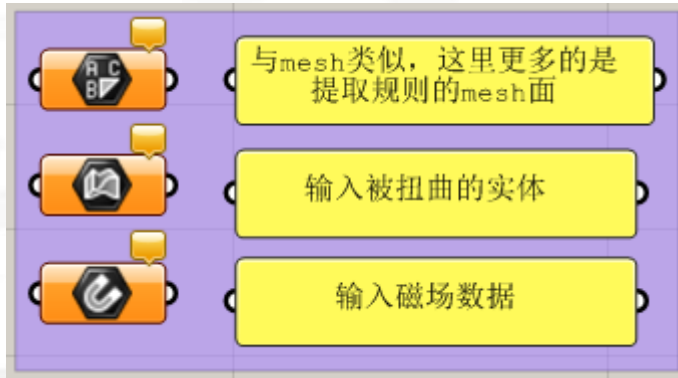 A C
B F
与mesh类似，这里更多的是
提取规则的mesh面
输入被扭曲的实体
输入磁场数据